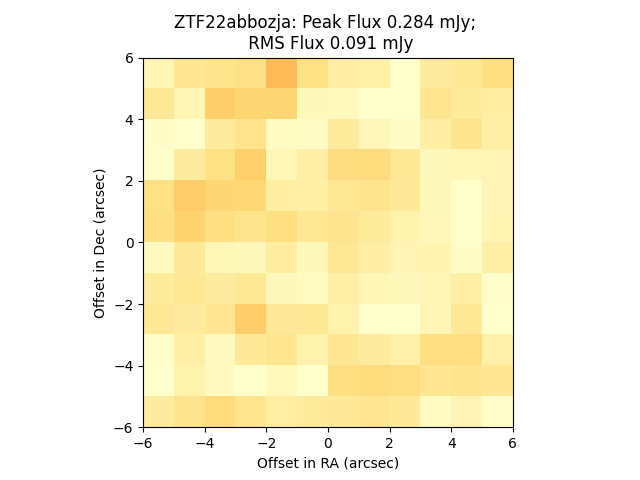 ZTF22abbozja: Peak Flux 0.284 mJy;
RMS Flux 0.091 mJy
6
4
2
0
−2
−4
−6
Offset in Dec (arcsec)
−6 −4 −2 0 2 4 6
Offset in RA (arcsec)